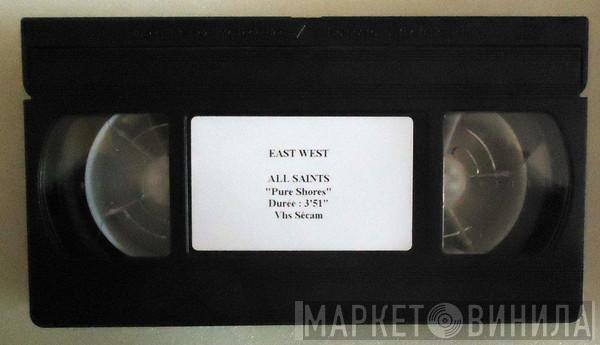 EAST WEST
ALL SAINTS
"Pure Shores"
Durée : 3'51"
Vhs Sécam
МАРКЕТ ВИНИЛА